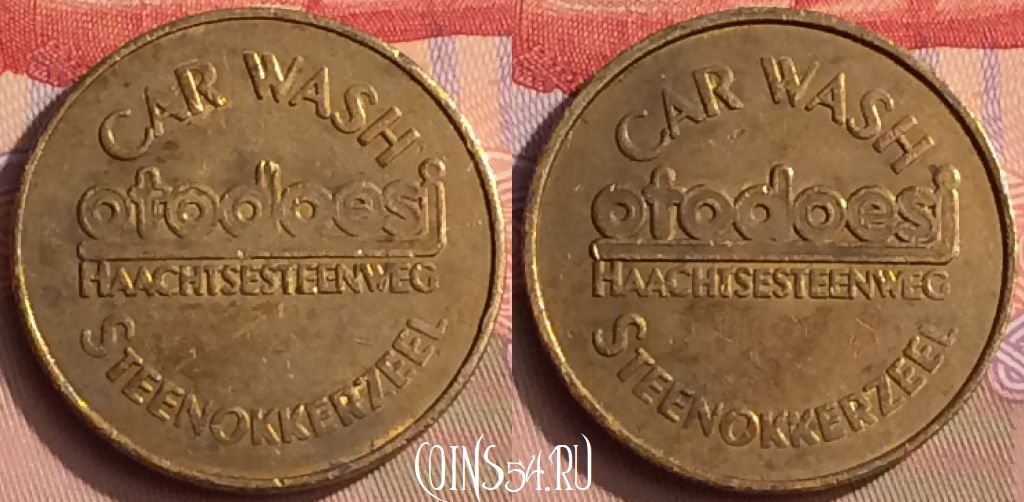 CAR WASH
otodoesj
HAACHTSESTEENWEG
STEENOKKERZEEL
CAR WASH
otodoesj
HAACHTSESTEENWEG
STEENOKKERZEEL
COINS54.RU